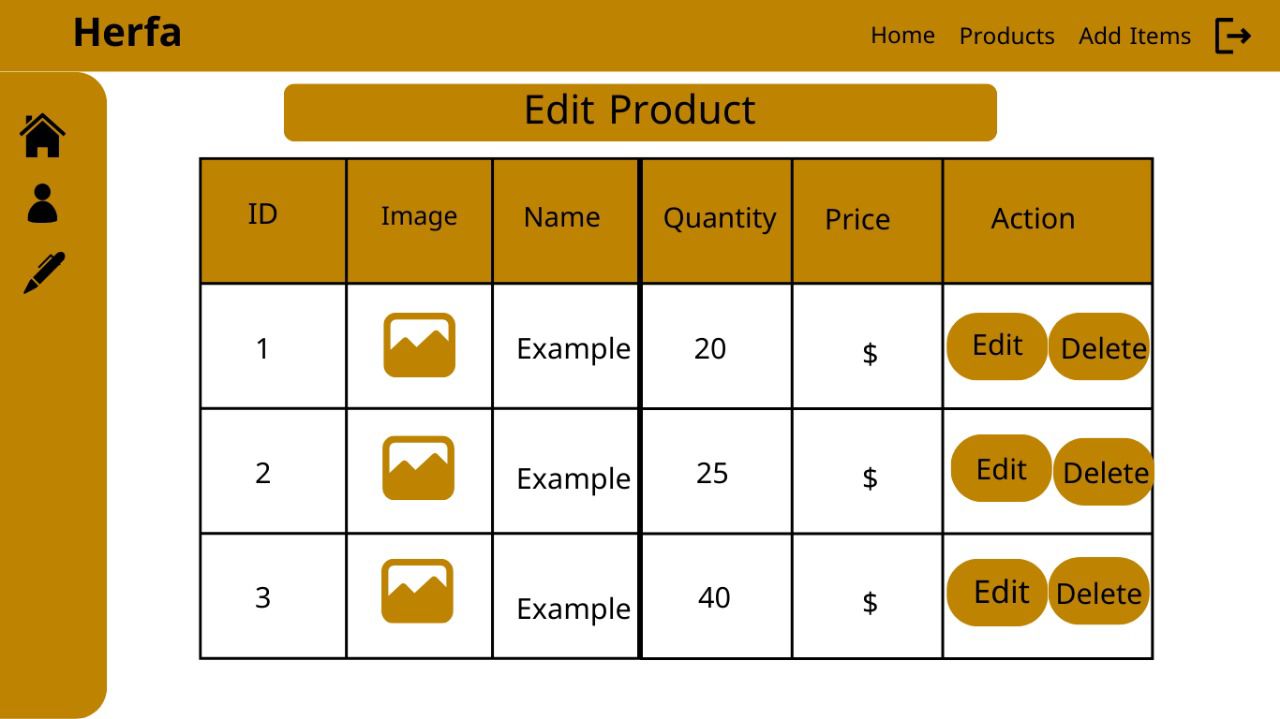 Herfa
Home Products Add Items
Edit Product
ID Image Name Quantity Price Action
1 Example 20 $ Edit Delete
2 Example 25 $ Edit Delete
3 Example 40 $ Edit Delete